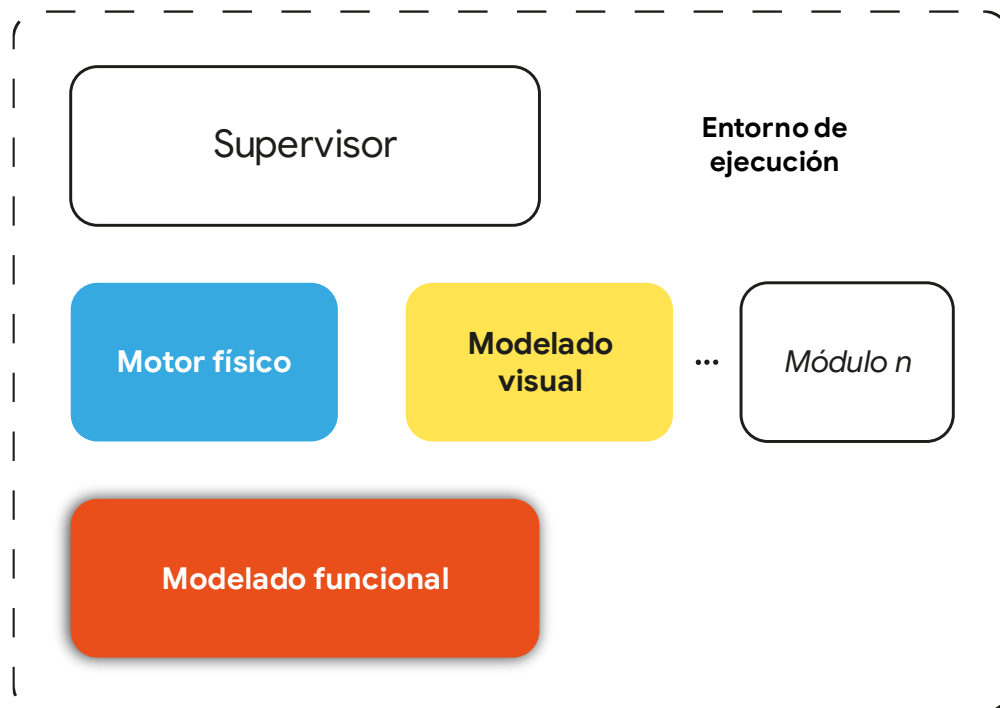 Supervisor
Entorno de
ejecución
Motor físico
Modelado
visual
...
Módulo n
Modelado funcional